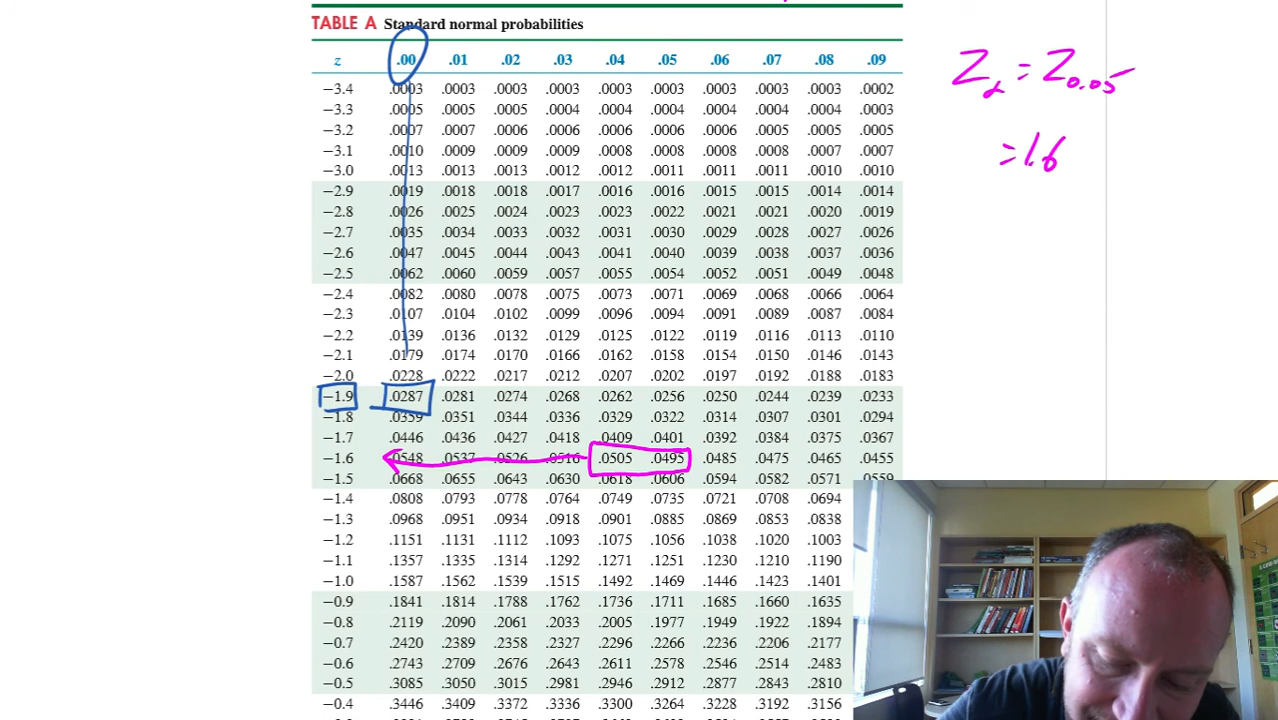 TABLE A Standard normal probabilities
z .00 .01 .02 .03 .04 .05 .06 .07 .08 .09
−3.4 .0003 .0003 .0003 .0003 .0003 .0003 .0003 .0003 .0003 .0002
−3.3 .0005 .0005 .0005 .0004 .0004 .0004 .0004 .0004 .0004 .0003
−3.2 .0007 .0007 .0006 .0006 .0006 .0006 .0006 .0005 .0005 .0005
−3.1 .0010 .0009 .0009 .0009 .0008 .0008 .0008 .0008 .0007 .0007
−3.0 .0013 .0013 .0013 .0012 .0012 .0011 .0011 .0011 .0010 .0010
−2.9 .0019 .0018 .0018 .0017 .0016 .0016 .0015 .0015 .0014 .0014
−2.8 .0026 .0025 .0024 .0023 .0023 .0022 .0021 .0021 .0020 .0019
−2.7 .0035 .0034 .0033 .0032 .0031 .0030 .0029 .0028 .0027 .0026
−2.6 .0047 .0045 .0044 .0043 .0041 .0040 .0039 .0038 .0037 .0036
−2.5 .0062 .0060 .0059 .0057 .0055 .0054 .0052 .0051 .0049 .0048
−2.4 .0082 .0080 .0078 .0075 .0073 .0071 .0069 .0068 .0066 .0064
−2.3 .0107 .0104 .0102 .0099 .0096 .0094 .0091 .0089 .0087 .0084
−2.2 .0139 .0136 .0132 .0129 .0125 .0122 .0119 .0116 .0113 .0110
−2.1 .0179 .0174 .0170 .0166 .0162 .0158 .0154 .0150 .0146 .0143
−2.0 .0228 .0222 .0217 .0212 .0207 .0202 .0197 .0192 .0188 .0183
−1.9 .0287 .0281 .0274 .0268 .0262 .0256 .0250 .0244 .0239 .0233
−1.8 .0359 .0351 .0344 .0336 .0329 .0322 .0314 .0307 .0301 .0294
−1.7 .0446 .0436 .0427 .0418 .0409 .0401 .0392 .0384 .0375 .0367
−1.6 .0548 .0537 .0526 .0516 .0505 .0495 .0485 .0475 .0465 .0455
−1.5 .0668 .0655 .0643 .0630 .0618 .0606 .0594 .0582 .0571 .0559
−1.4 .0808 .0793 .0778 .0764 .0749 .0735 .0721 .0708 .0694
−1.3 .0968 .0951 .0934 .0918 .0901 .0885 .0869 .0853 .0838
−1.2 .1151 .1131 .1112 .1093 .1075 .1056 .1038 .1020 .1003
−1.1 .1357 .1335 .1314 .1292 .1271 .1251 .1230 .1210 .1190
−1.0 .1587 .1562 .1539 .1515 .1492 .1469 .1446 .1423 .1401
−0.9 .1841 .1814 .1788 .1762 .1736 .1711 .1685 .1660 .1635
−0.8 .2119 .2090 .2061 .2033 .2005 .1977 .1949 .1922 .1894
−0.7 .2420 .2389 .2358 .2327 .2296 .2266 .2236 .2206 .2177
−0.6 .2743 .2709 .2676 .2643 .2611 .2578 .2546 .2514 .2483
−0.5 .3085 .3050 .3015 .2981 .2946 .2912 .2877 .2843 .2810
−0.4 .3446 .3409 .3372 .3336 .3300 .3264 .3228 .3192 .3156
Zα = Z0.05
= 1.6